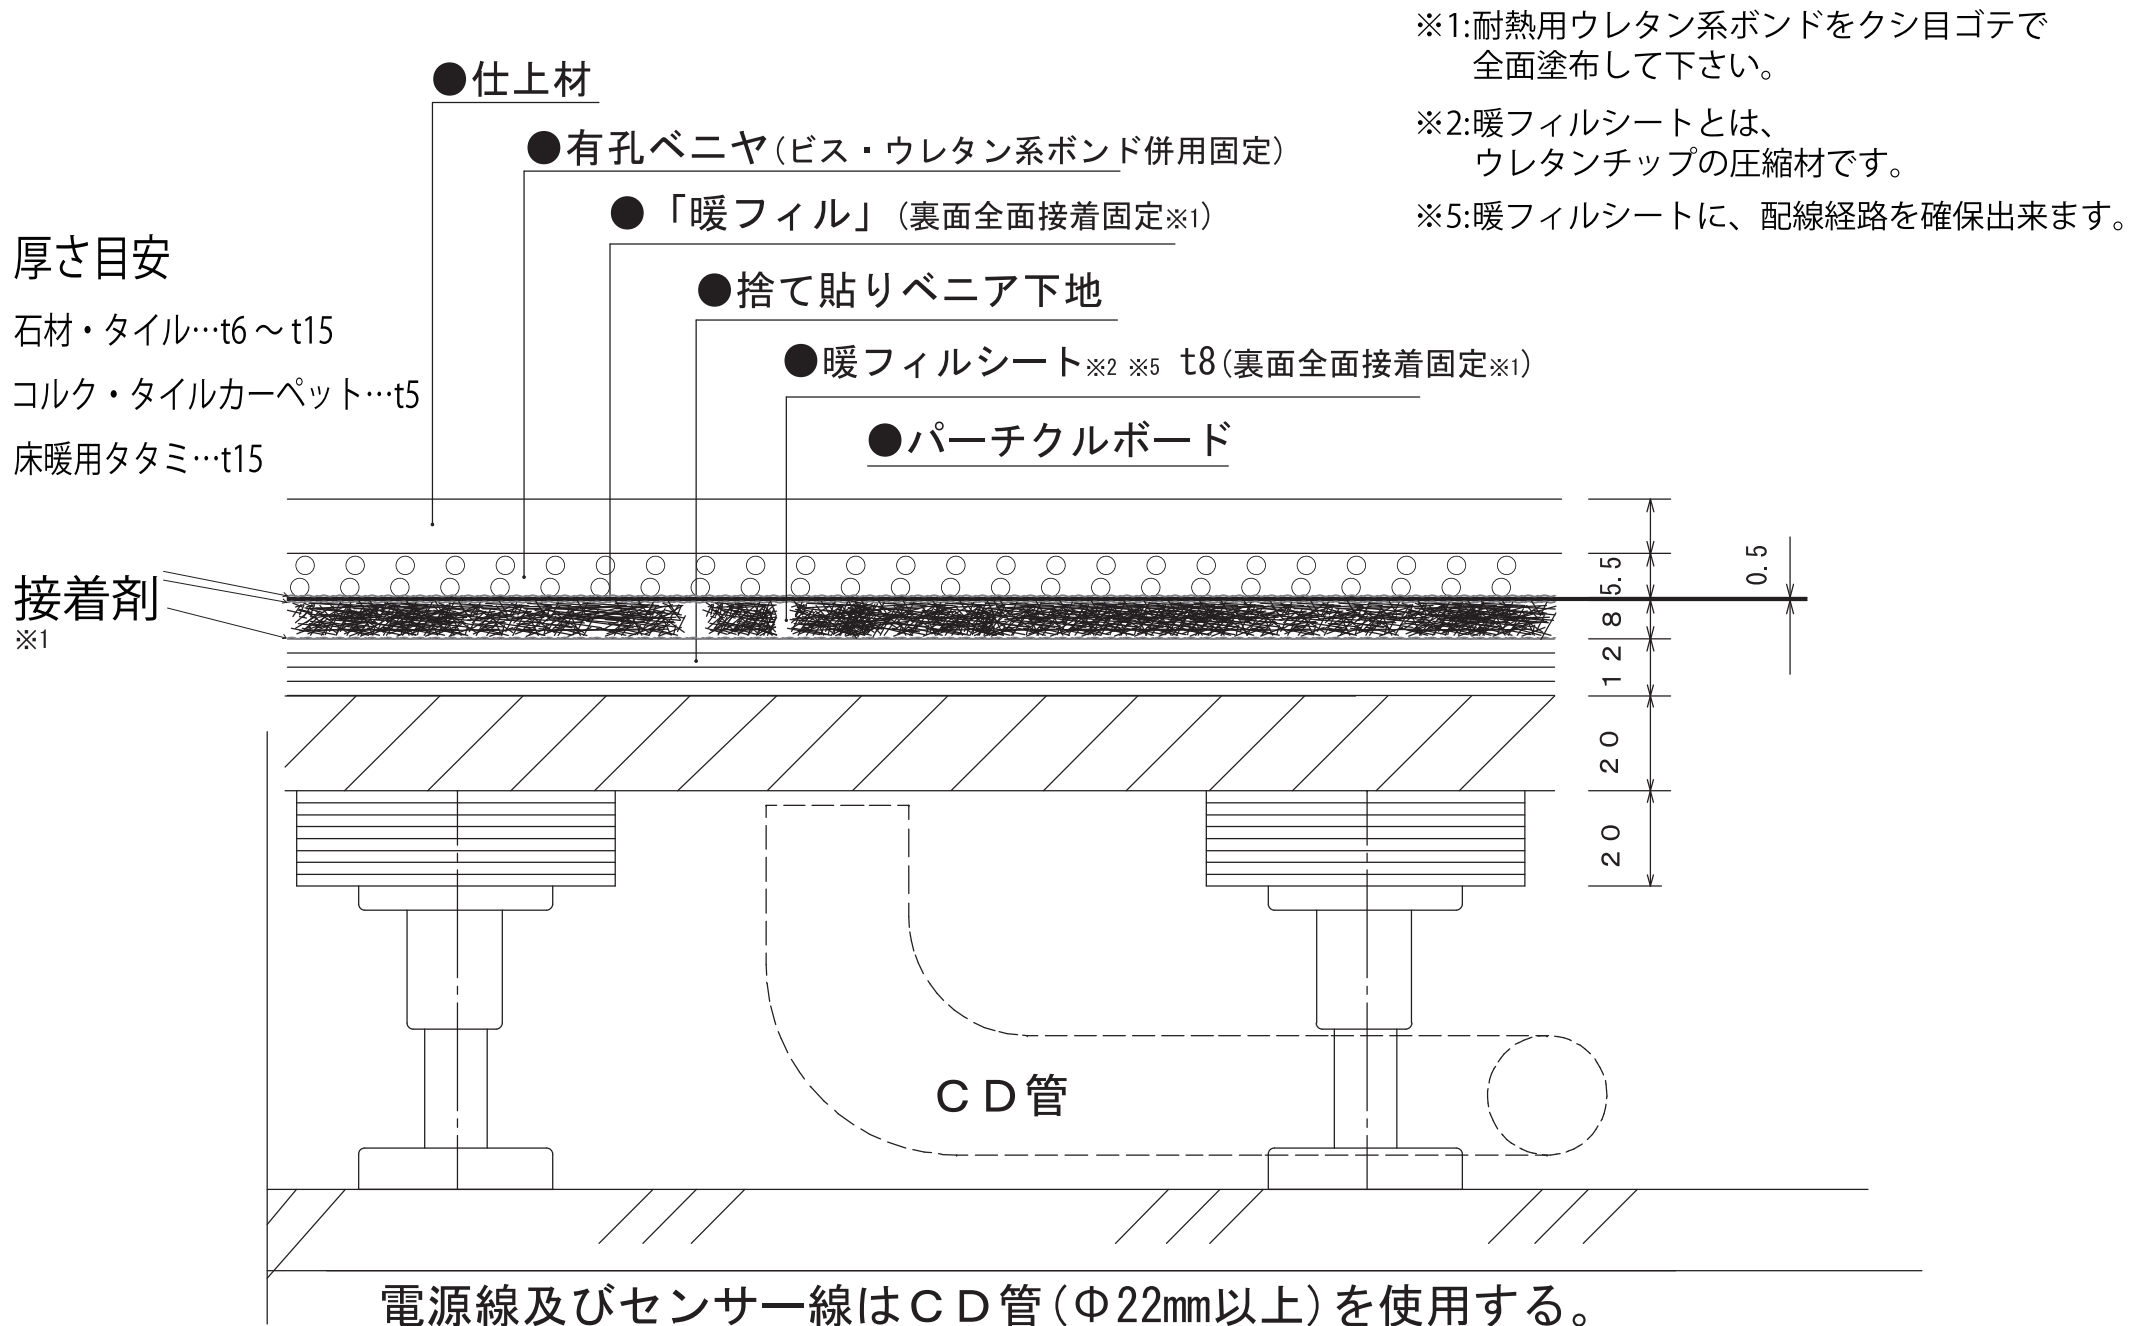 ※1:耐熱用ウレタン系ボンドをクシ目ゴテで
全面塗布して下さい。
※2:暖フィルシートとは、
ウレタンチップの圧縮材です。
※5:暖フィルシートに、配線経路を確保出来ます。
●仕上材
●有孔ベニヤ(ビス・ウレタン系ボンド併用固定)
●「暖フィル」(裏面全面接着固定※1)
●捨て貼りベニア下地
●暖フィルシート※2 ※5 t8(裏面全面接着固定※1)
●パーチクルボード
厚さ目安
石材・タイル…t6～t15
コルク・タイルカーペット…t5
床暖用タタミ…t15
接着剤
※1
5.5
0.5
8
12
20
20
CD管
電源線及びセンサー線はCD管(Φ22mm以上)を使用する。